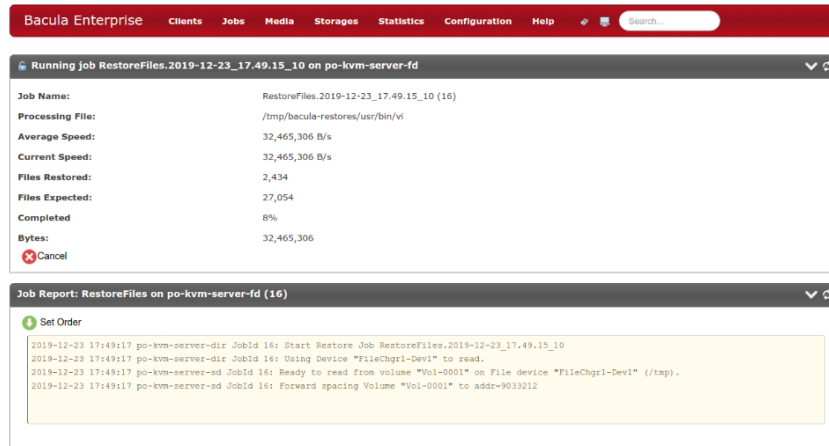 Bacula Enterprise Clients Jobs Media Storages Statistics Configuration Help Search...
Running job RestoreFiles.2019-12-23_17.49.15_10 on po-kvm-server-fd
Job Name: RestoreFiles.2019-12-23_17.49.15_10 (16)
Processing File: /tmp/bacula-restores/usr/bin/vi
Average Speed: 32,465,306 B/s
Current Speed: 32,465,306 B/s
Files Restored: 2,434
Files Expected: 27,054
Completed 8%
Bytes: 32,465,306
Cancel
Job Report: RestoreFiles on po-kvm-server-fd (16)
Set Order
2019-12-23 17:49:17 po-kvm-server-dir JobId 16: Start Restore Job RestoreFiles.2019-12-23_17.49.15_10
2019-12-23 17:49:17 po-kvm-server-dir JobId 16: Using Device "FileChgr1-Dev1" to read.
2019-12-23 17:49:17 po-kvm-server-sd JobId 16: Ready to read from volume "Vol-0001" on File device "FileChgr1-Dev1" (/tmp).
2019-12-23 17:49:17 po-kvm-server-sd JobId 16: Forward spacing Volume "Vol-0001" to addr=9033212